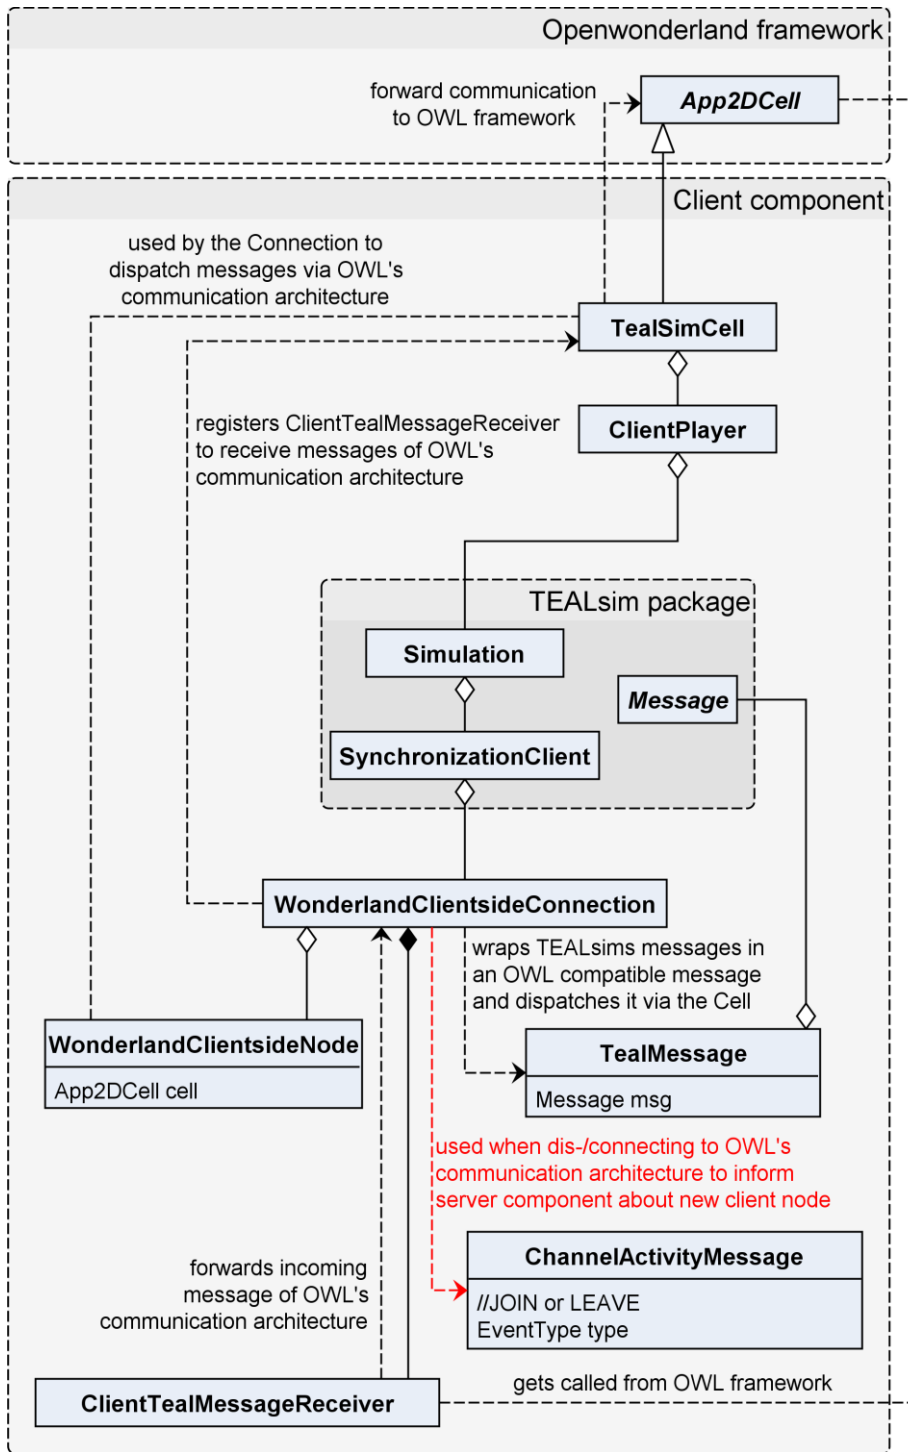 Openwonderland framework
forward communication
to OWL framework
App2DCell
Client component
used by the Connection to
dispatch messages via OWL's
communication architecture
TealSimCell
registers ClientTealMessageReceiver
to receive messages of OWL's
communication architecture
ClientPlayer
TEALsim package
Simulation
Message
SynchronizationClient
WonderlandClientsideConnection
wraps TEALsims messages in
an OWL compatible message
and dispatches it via the Cell
WonderlandClientsideNode
App2DCell cell
TealMessage
Message msg
used when dis-/connecting to OWL's
communication architecture to inform
server component about new client node
ChannelActivityMessage
//JOIN or LEAVE
EventType type
forwards incoming
message of OWL's
communication architecture
ClientTealMessageReceiver
gets called from OWL framework